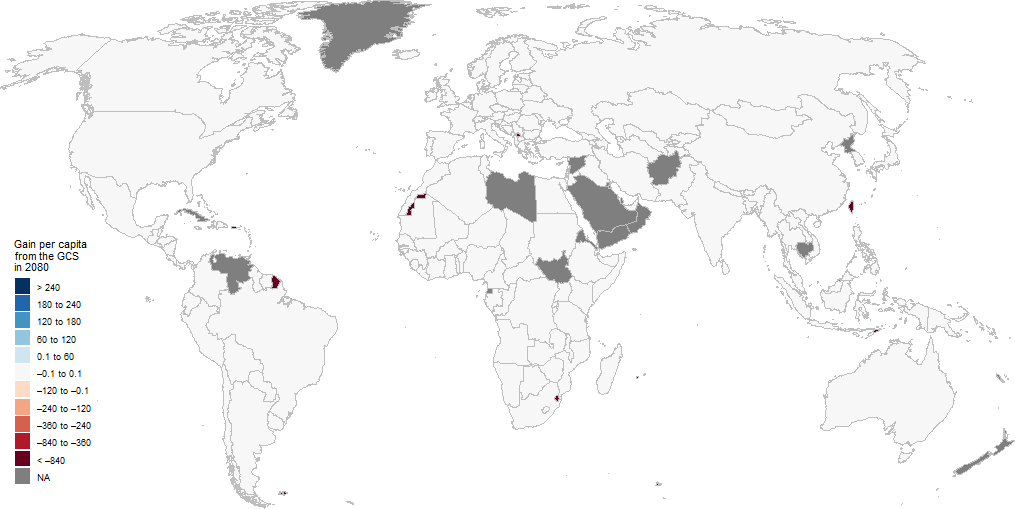 Gain per capita
from the GCS
in 2080
> 240
180 to 240
120 to 180
60 to 120
0.1 to 60
–0.1 to 0.1
–120 to –0.1
–240 to –120
–360 to –240
–840 to –360
< –840
NA